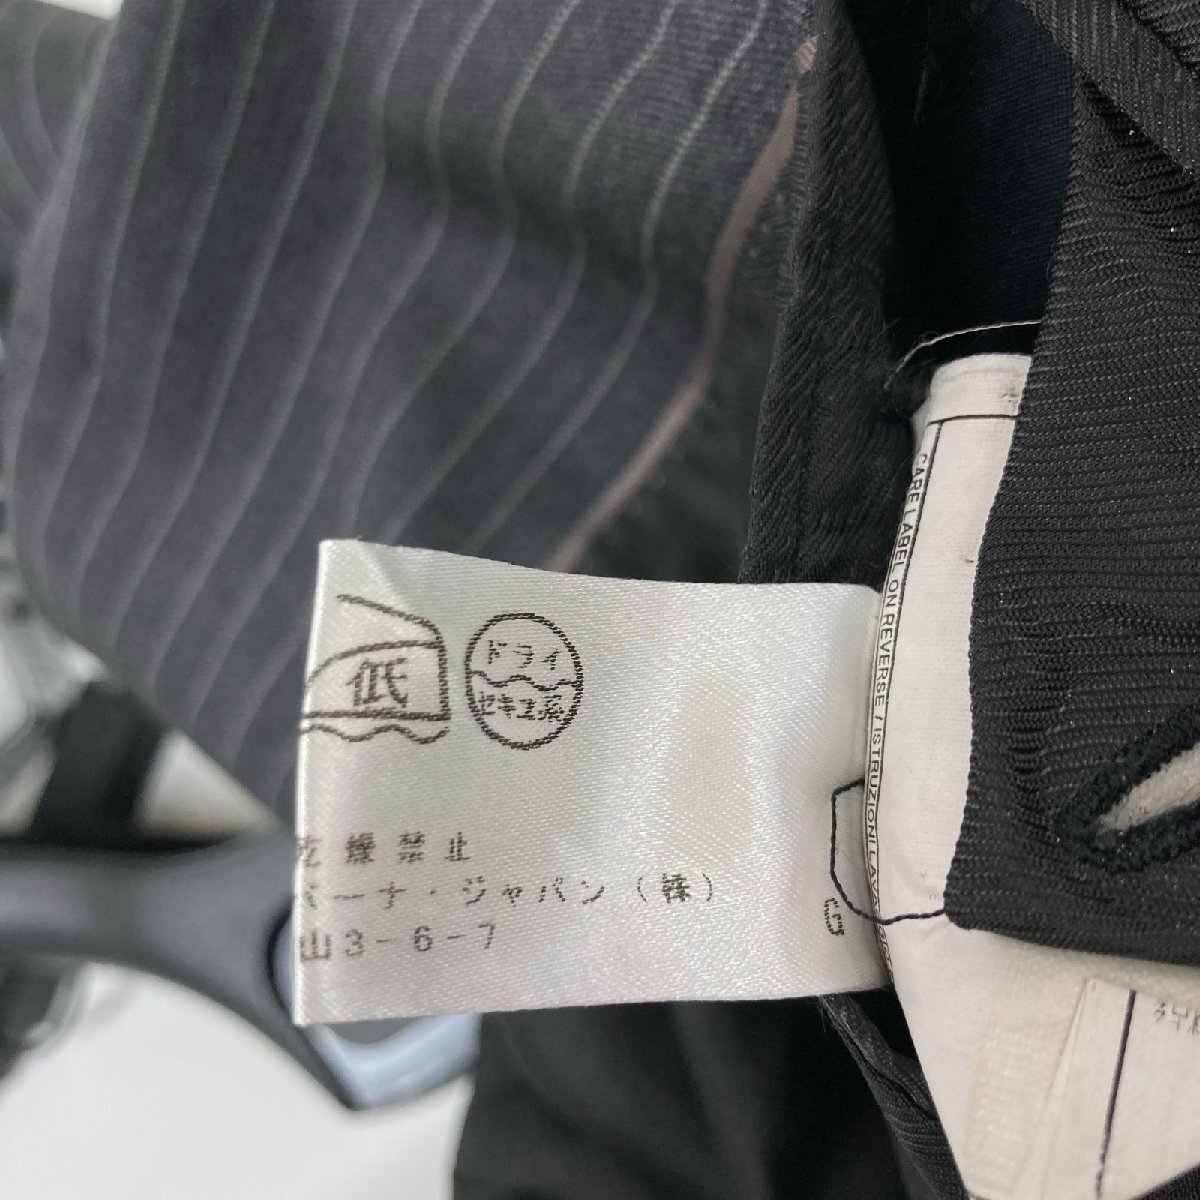 低
ドライ
セキユ系
燥禁止
ーナ・ジャパン（株）
山3-6-7
G
CARE LABEL ON REVERSE / ISTRUZIONI LAV